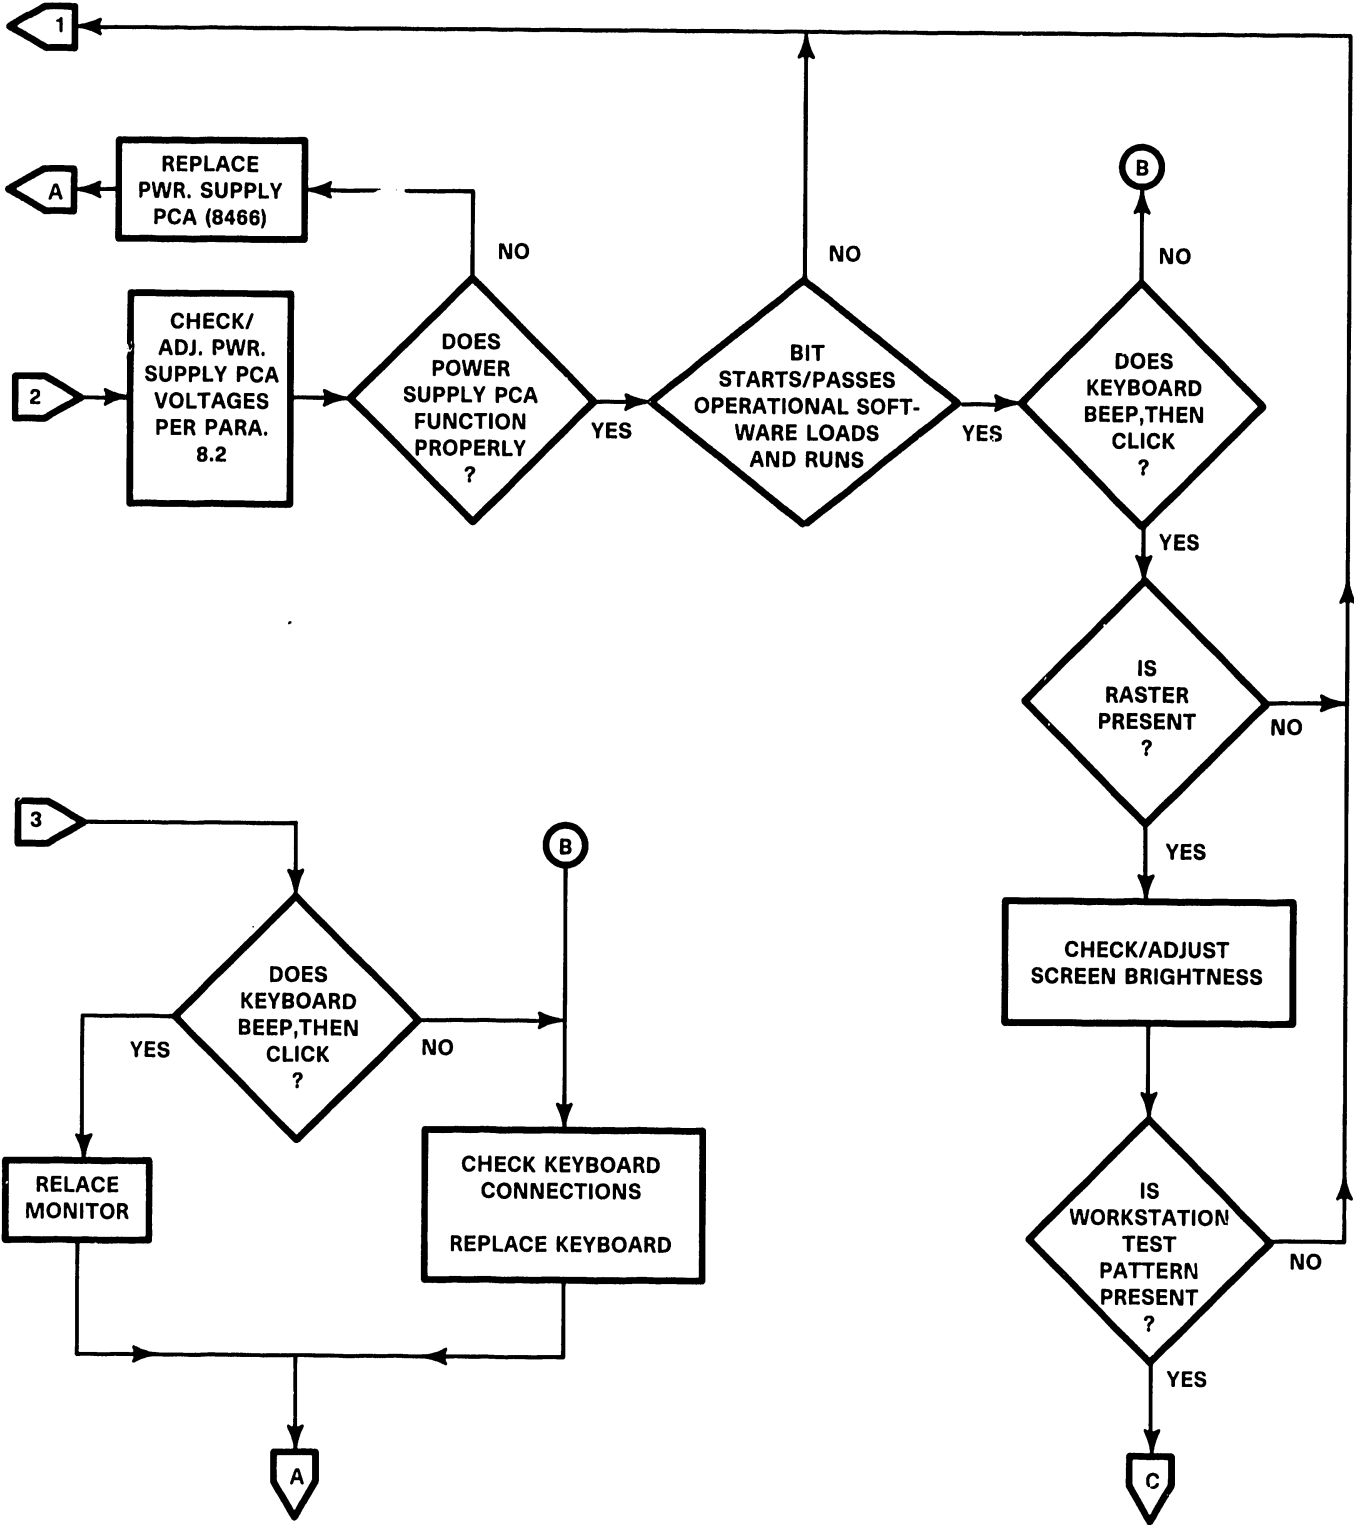 1
B
A
REPLACE
PWR. SUPPLY
PCA (8466)
NO
NO
NO
2
CHECK/
ADJ. PWR.
SUPPLY PCA
VOLTAGES
PER PARA.
8.2
DOES
POWER
SUPPLY PCA
FUNCTION
PROPERLY
?
YES
BIT
STARTS/PASSES
OPERATIONAL SOFT-
WARE LOADS
AND RUNS
YES
DOES
KEYBOARD
BEEP,THEN
CLICK
?
YES
IS
RASTER
PRESENT
?
NO
YES
CHECK/ADJUST
SCREEN BRIGHTNESS
IS
WORKSTATION
TEST
PATTERN
PRESENT
?
NO
YES
C
3
B
DOES
KEYBOARD
BEEP,THEN
CLICK
?
YES
NO
RELACE
MONITOR
CHECK KEYBOARD
CONNECTIONS
REPLACE KEYBOARD
A